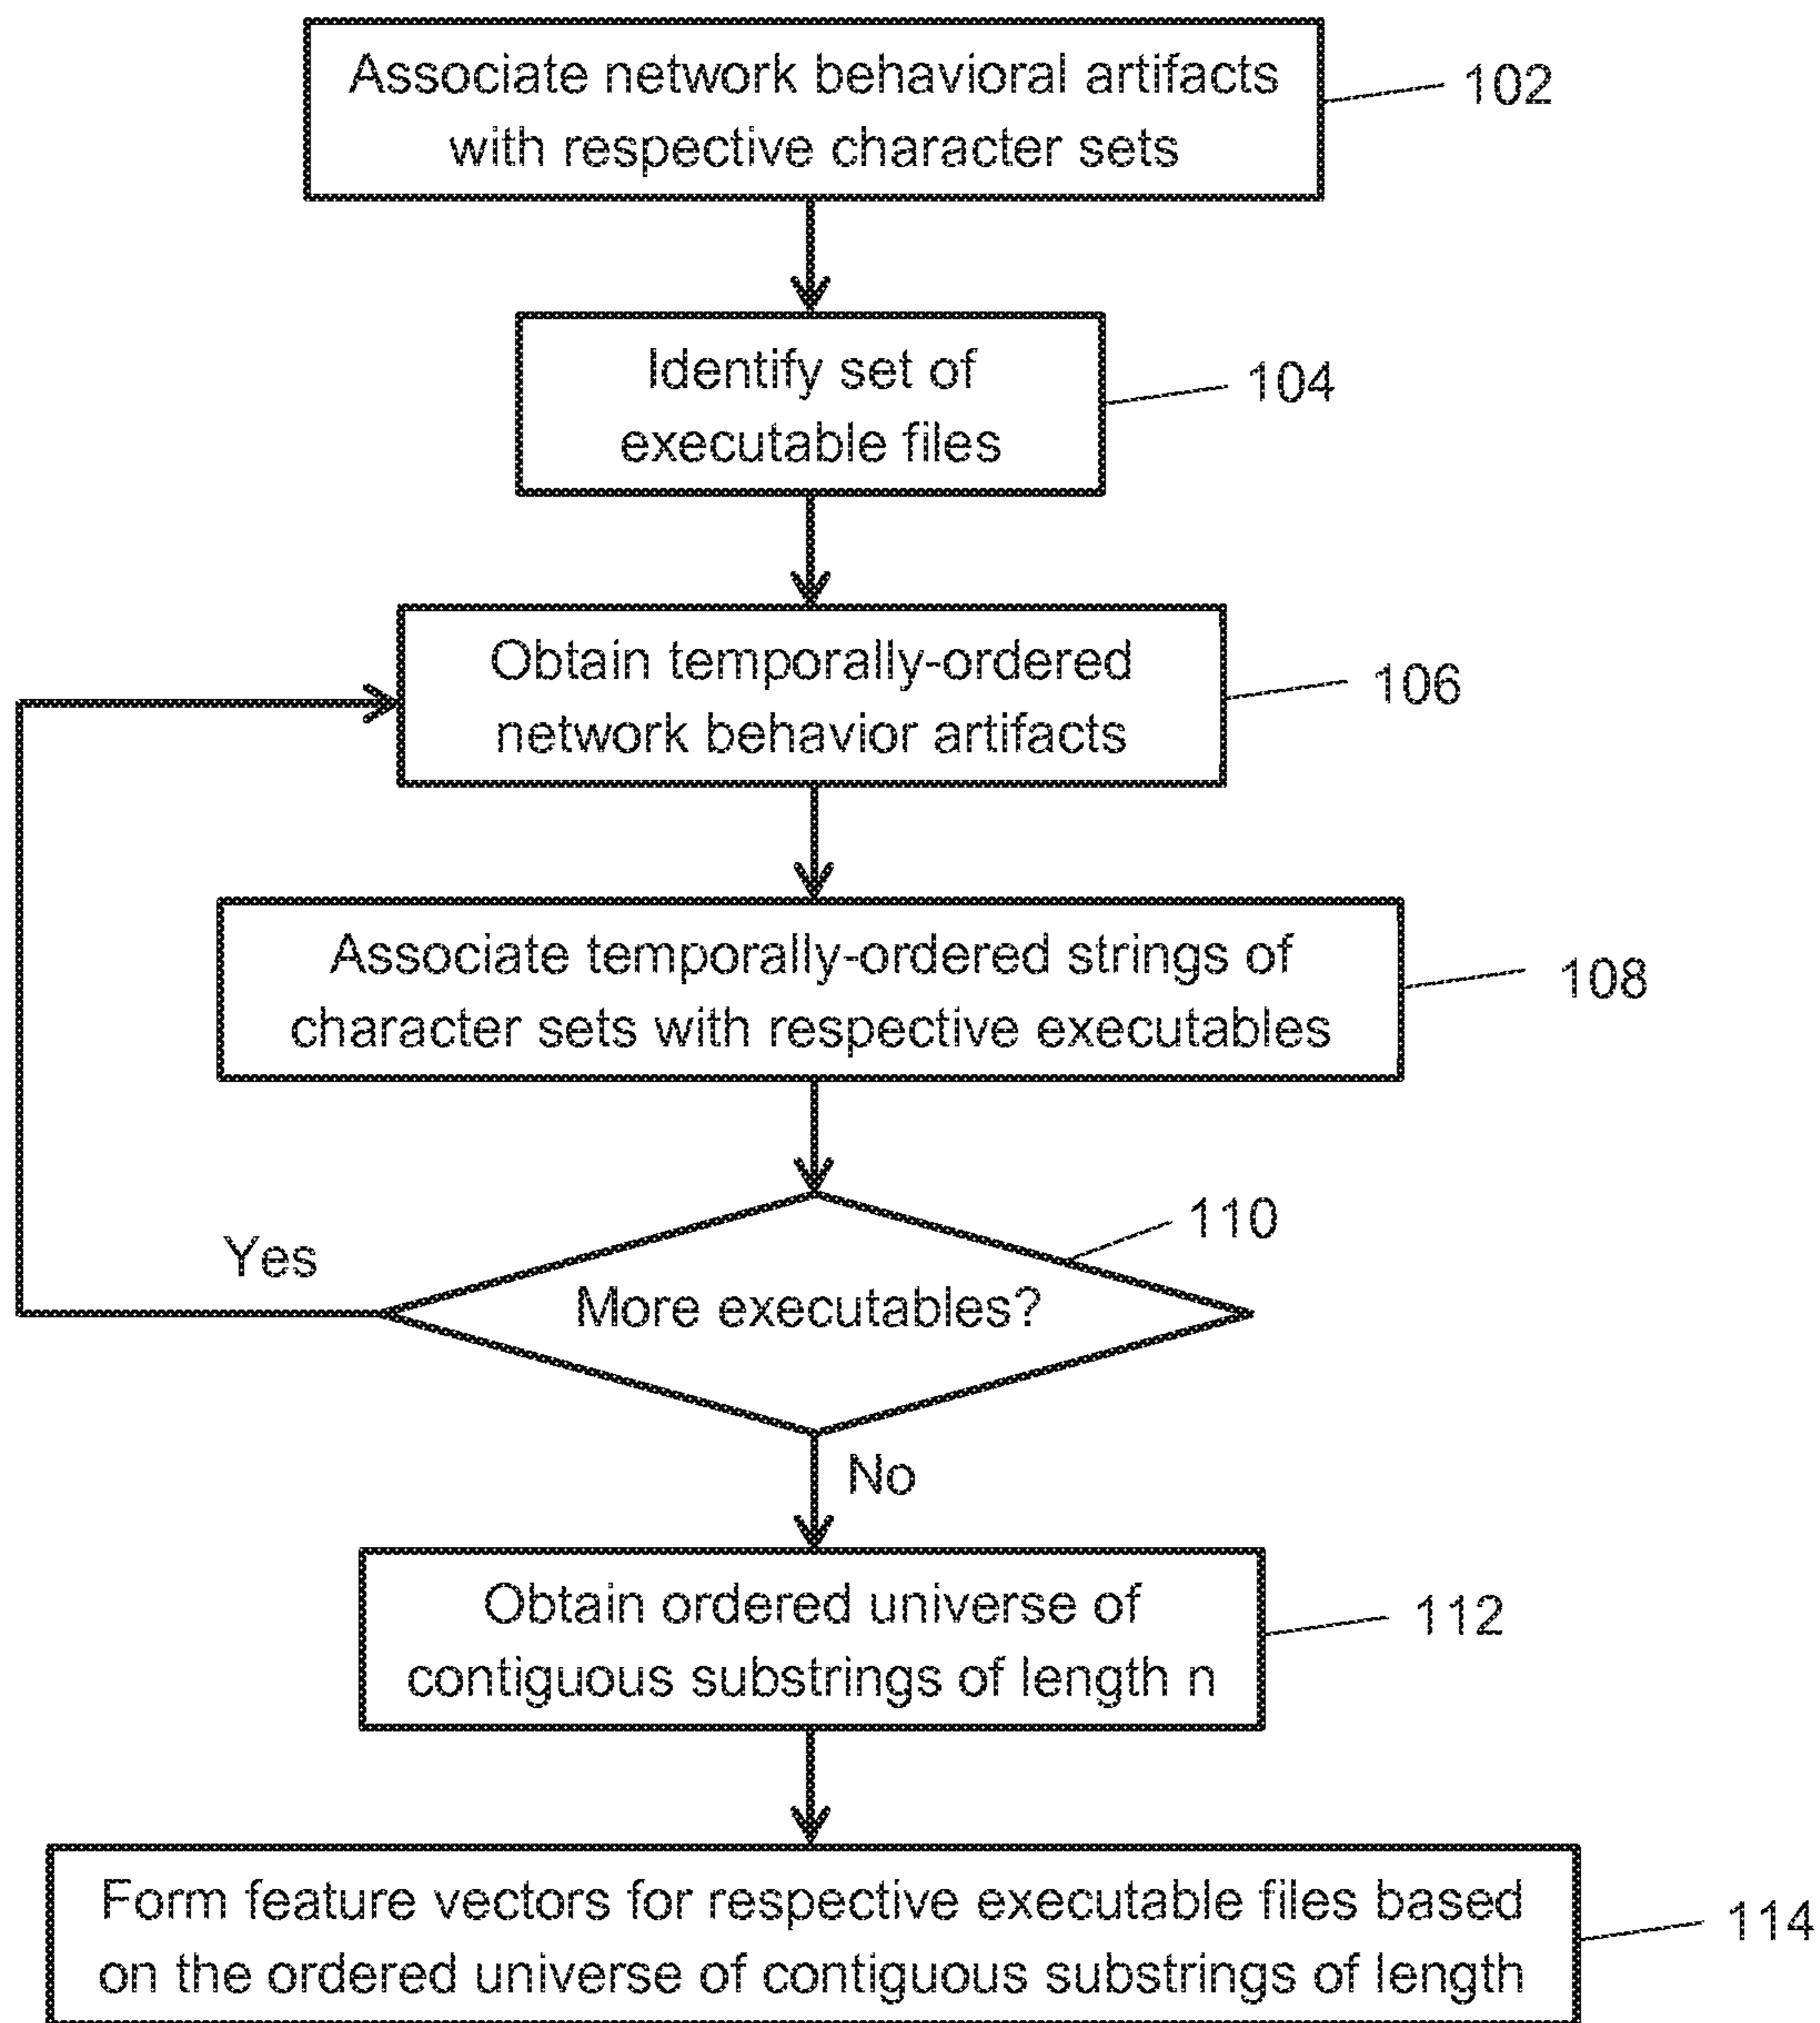 Associate network behavioral artifacts
with respective character sets
102
Identify set of
executable files
104
Obtain temporally-ordered
network behavior artifacts
106
Associate temporally-ordered strings of
character sets with respective executables
108
More executables?
110
Yes
No
Obtain ordered universe of
contiguous substrings of length n
112
Form feature vectors for respective executable files based
on the ordered universe of contiguous substrings of length
114